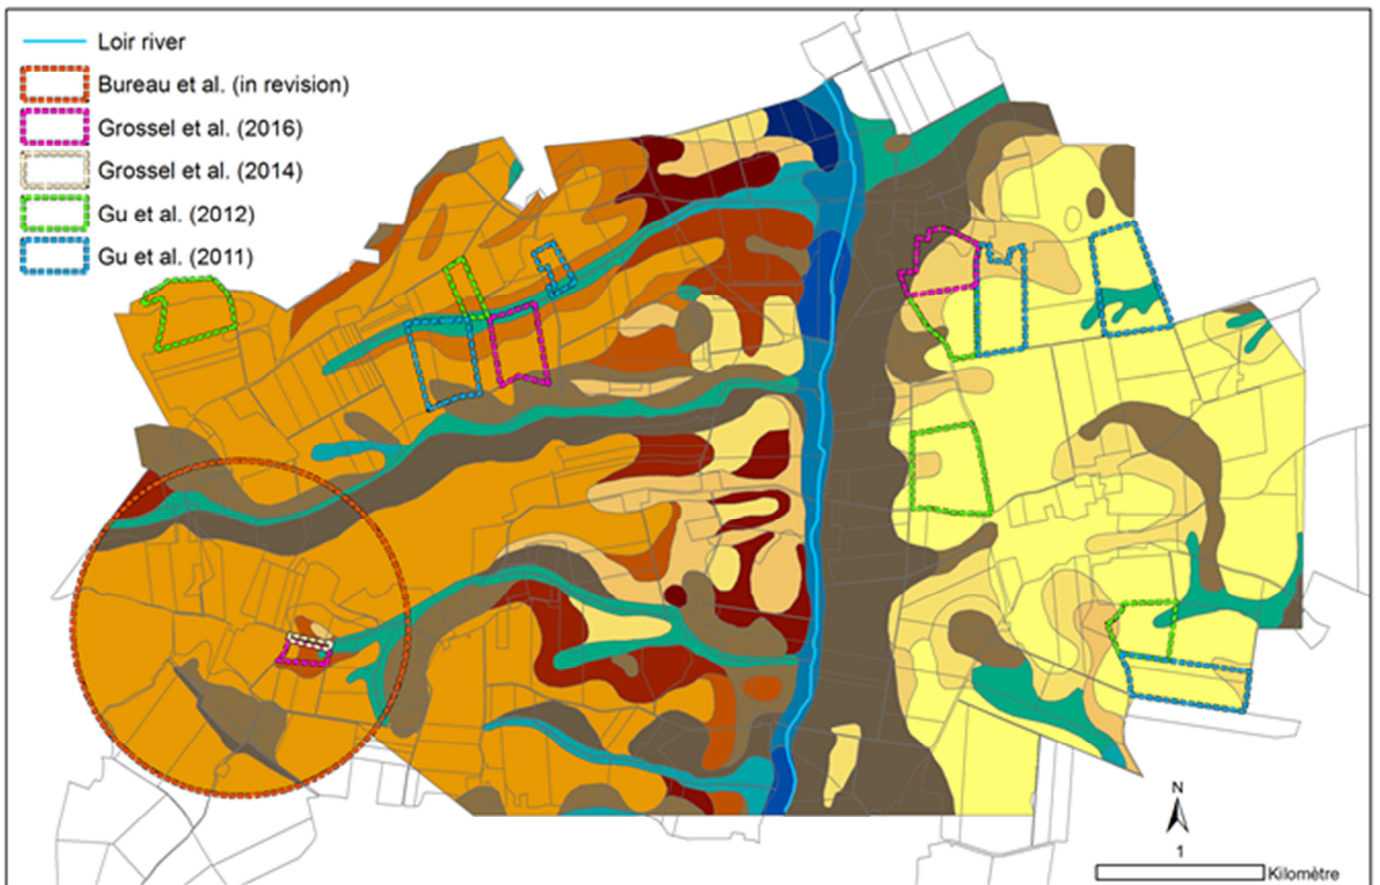 Loir river
Bureau et al. (in revision)
Grossel et al. (2016)
Grossel et al. (2014)
Gu et al. (2012)
Gu et al. (2011)
N
1
Kilomètre